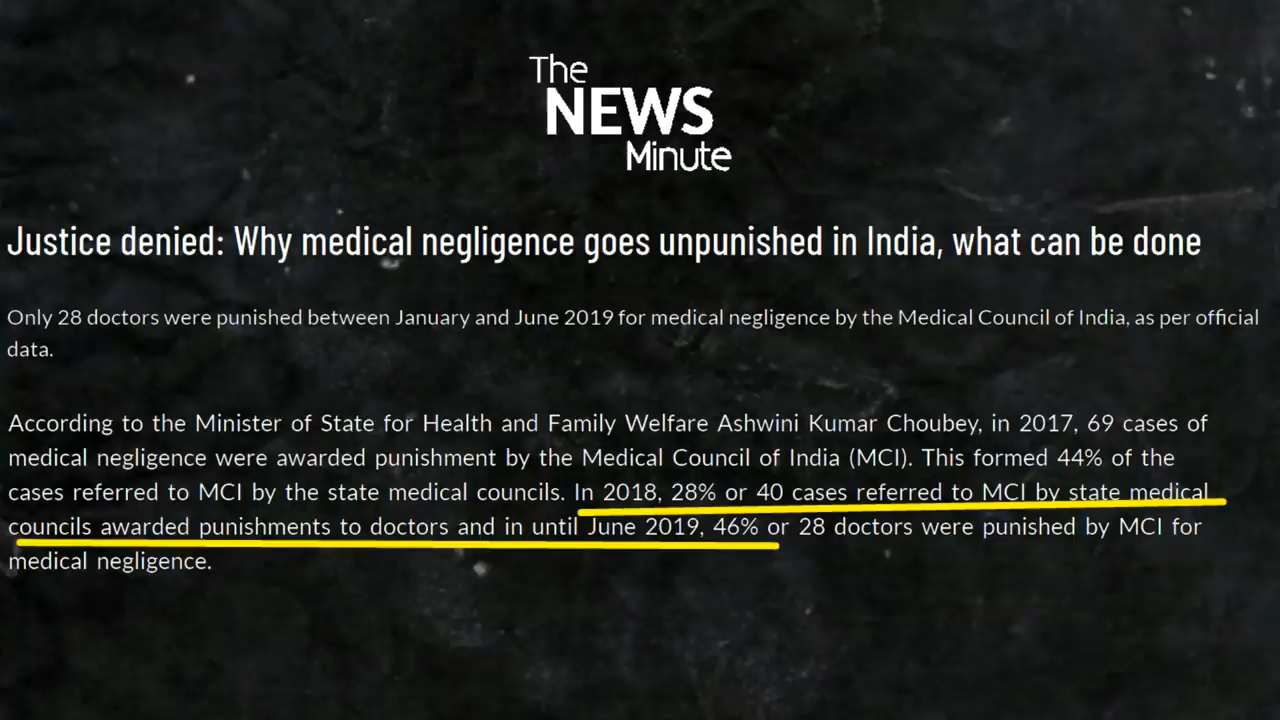 The
NEWS
Minute
Justice denied: Why medical negligence goes unpunished in India, what can be done
Only 28 doctors were punished between January and June 2019 for medical negligence by the Medical Council of India, as per official
data.
According to the Minister of State for Health and Family Welfare Ashwini Kumar Choubey, in 2017, 69 cases of
medical negligence were awarded punishment by the Medical Council of India (MCI). This formed 44% of the
cases referred to MCI by the state medical councils. In 2018, 28% or 40 cases referred to MCI by state medical
councils awarded punishments to doctors and in until June 2019, 46% or 28 doctors were punished by MCI for
medical negligence.